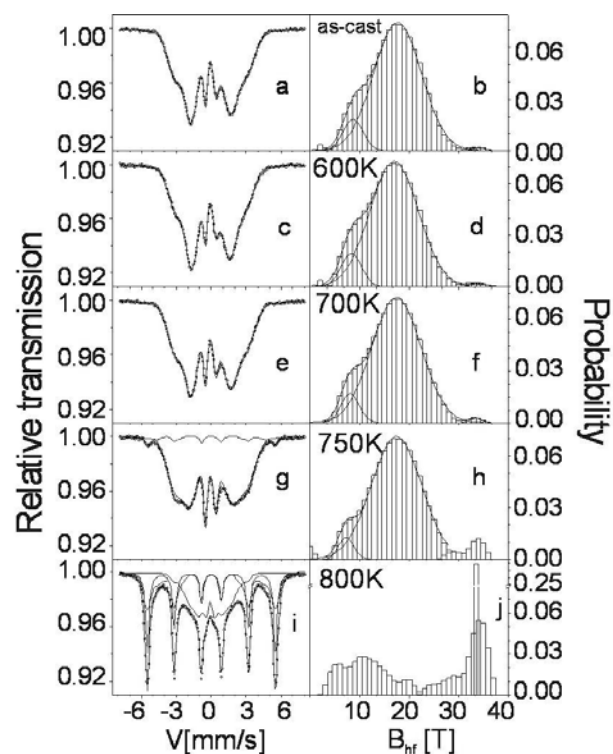 Relative transmission
Probability
1.00
0.96
0.92
a
as-cast
b
0.06
0.03
0.00
1.00
0.96
0.92
c
600K
d
0.06
0.03
0.00
1.00
0.96
0.92
e
700K
f
0.06
0.03
0.00
1.00
0.96
0.92
g
750K
h
0.06
0.03
0.00
1.00
0.96
0.92
i
800K
j
0.25
0.06
0.03
0.00
-6 -3 0 3 6
10 20 30 40
V[mm/s]
Bhf [T]